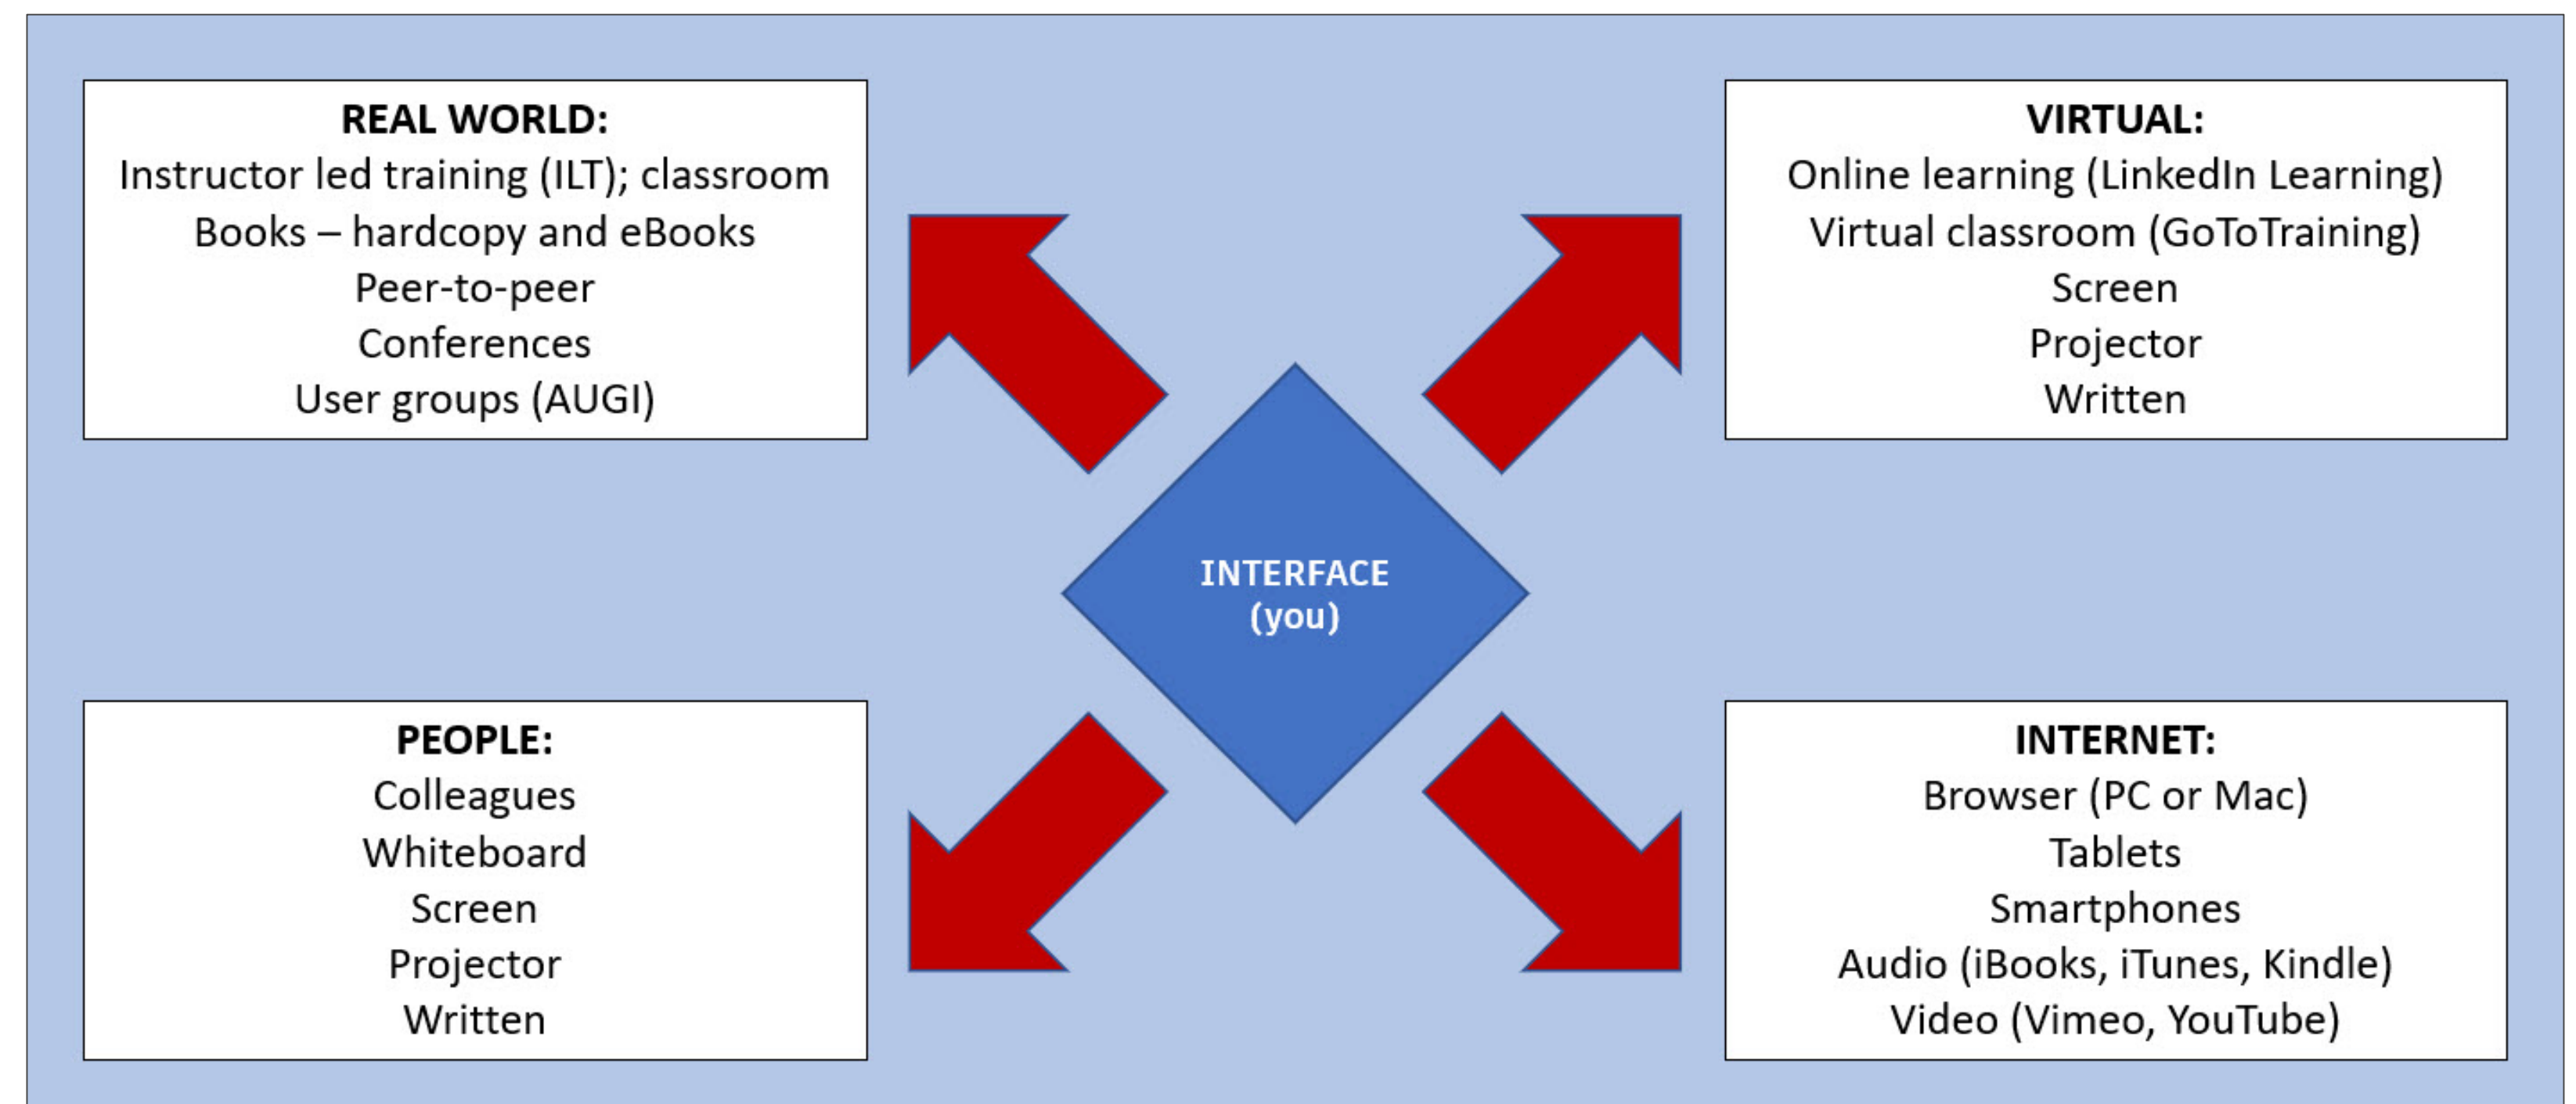 REAL WORLD:
Instructor led training (ILT); classroom
Books – hardcopy and eBooks
Peer-to-peer
Conferences
User groups (AUGI)
VIRTUAL:
Online learning (LinkedIn Learning)
Virtual classroom (GoToTraining)
Screen
Projector
Written
INTERFACE
(you)
PEOPLE:
Colleagues
Whiteboard
Screen
Projector
Written
INTERNET:
Browser (PC or Mac)
Tablets
Smartphones
Audio (iBooks, iTunes, Kindle)
Video (Vimeo, YouTube)